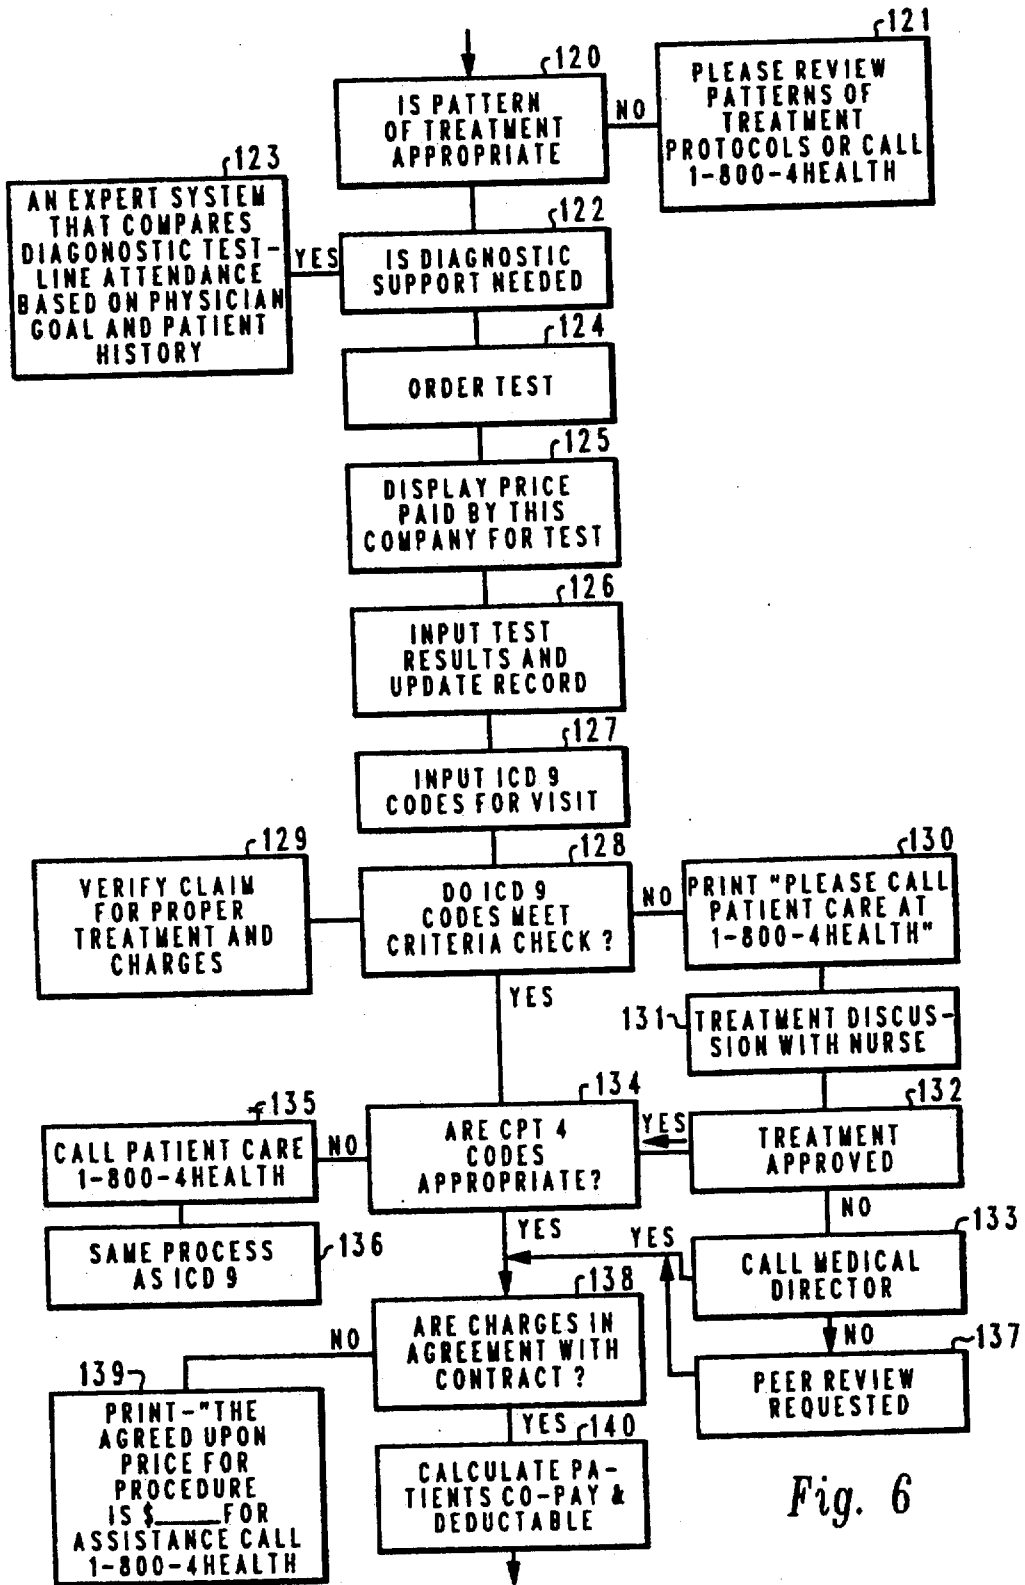 120
IS PATTERN
OF TREATMENT
APPROPRIATE
NO
121
PLEASE REVIEW
PATTERNS OF
TREATMENT
PROTOCOLS OR CALL
1-800-4HEALTH
123
AN EXPERT SYSTEM
THAT COMPARES
DIAGONOSTIC TEST-
LINE ATTENDANCE
BASED ON PHYSICIAN
GOAL AND PATIENT
HISTORY
YES
122
IS DIAGNOSTIC
SUPPORT NEEDED
124
ORDER TEST
125
DISPLAY PRICE
PAID BY THIS
COMPANY FOR TEST
126
INPUT TEST
RESULTS AND
UPDATE RECORD
127
INPUT ICD 9
CODES FOR VISIT
129
VERIFY CLAIM
FOR PROPER
TREATMENT AND
CHARGES
128
DO ICD 9
CODES MEET
CRITERIA CHECK ?
NO
YES
130
PRINT "PLEASE CALL
PATIENT CARE AT
1-800-4HEALTH"
131
TREATMENT DISCUS-
SION WITH NURSE
132
TREATMENT
APPROVED
YES
NO
134
ARE CPT 4
CODES
APPROPRIATE?
NO
YES
135
CALL PATIENT CARE
1-800-4HEALTH
SAME PROCESS
AS ICD 9
136
133
CALL MEDICAL
DIRECTOR
YES
NO
137
PEER REVIEW
REQUESTED
138
ARE CHARGES IN
AGREEMENT WITH
CONTRACT ?
NO
YES
139
PRINT-"THE
AGREED UPON
PRICE FOR
PROCEDURE
IS $_____FOR
ASSISTANCE CALL
1-800-4HEALTH
140
CALCULATE PA-
TIENTS CO-PAY &
DEDUCTABLE
Fig. 6